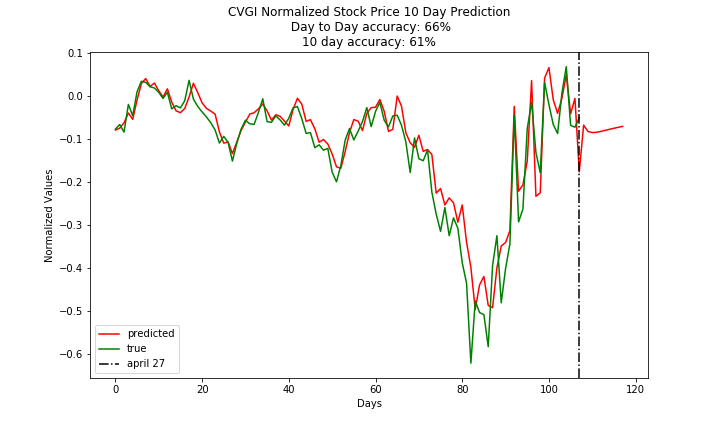 CVGI Normalized Stock Price 10 Day Prediction
Day to Day accuracy: 66%
10 day accuracy: 61%
0.1
0.0
−0.1
−0.2
−0.3
−0.4
−0.5
−0.6
Normalized Values
predicted
true
april 27
0
20
40
60
80
100
120
Days